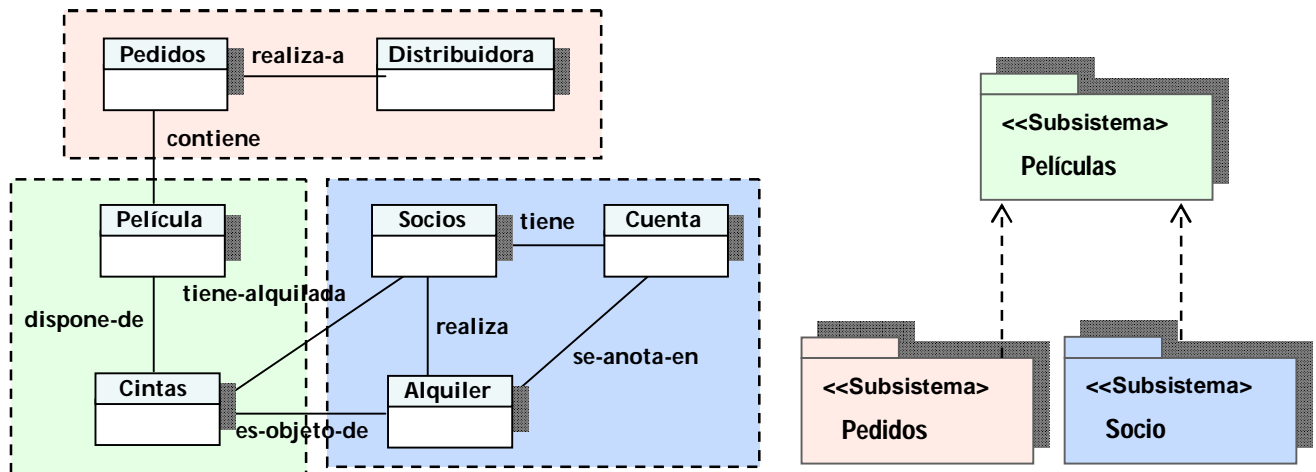 Pedidos
realiza-a
Distribuidora
contiene
Película
Socios
tiene
Cuenta
tiene-alquilada
dispone-de
realiza
se-anota-en
Cintas
Alquiler
es-objeto-de
<<Subsistema>
Películas
<<Subsistema>
Pedidos
<<Subsistema>
Socio